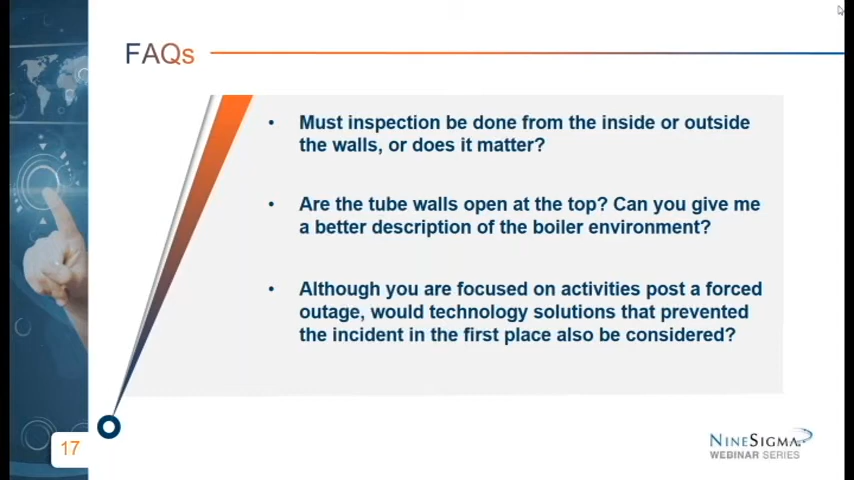 FAQs
• Must inspection be done from the inside or outside
the walls, or does it matter?
• Are the tube walls open at the top? Can you give me
a better description of the boiler environment?
• Although you are focused on activities post a forced
outage, would technology solutions that prevented
the incident in the first place also be considered?
17
NINESIGMA
WEBINAR SERIES